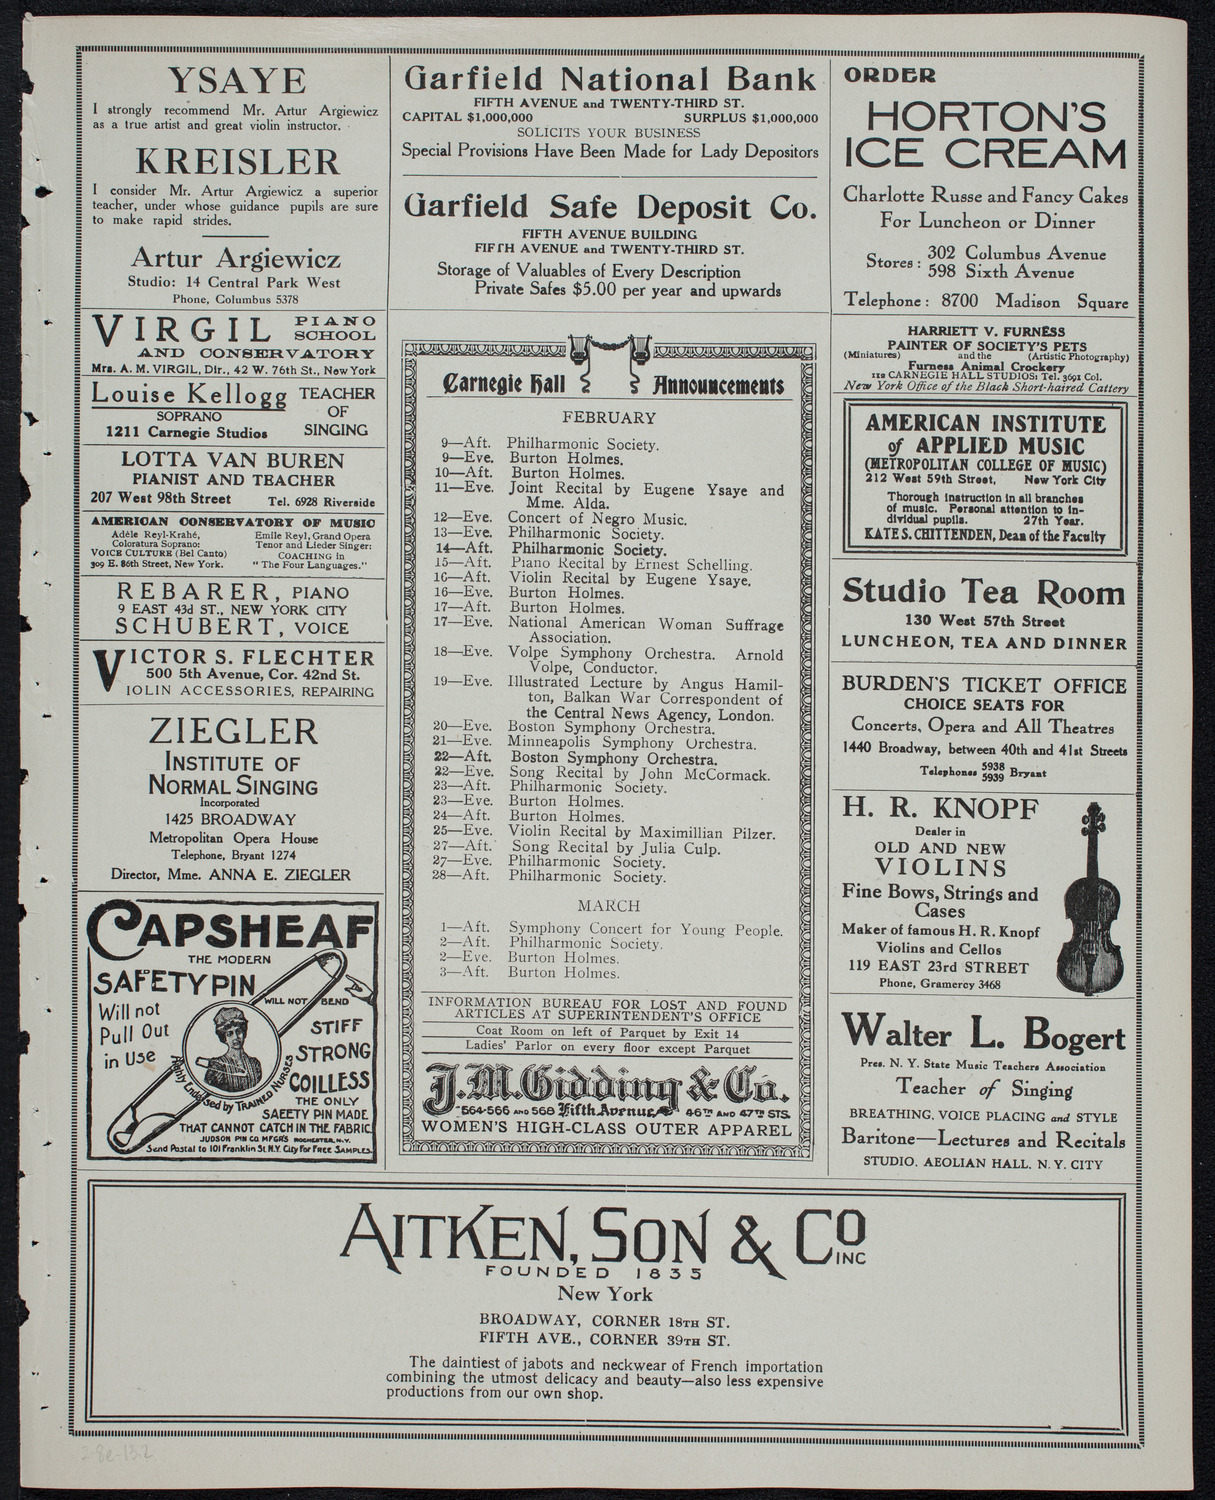 YSAYE
I strongly recommend Mr. Artur Argiewicz
as a true artist and great violin instructor.
KREISLER
I consider Mr. Artur Argiewicz a superior
teacher, under whose guidance pupils are sure
to make rapid strides.
Artur Argiewicz
Studio: 14 Central Park West
Phone, Columbus 5378
VIRGIL PIANO
SCHOOL
AND CONSERVATORY
Mrs. A. M. VIRGIL, Dir., 42 W. 76th St., New York
Louise Kellogg
SOPRANO
1211 Carnegie Studios
TEACHER
OF
SINGING
LOTTA VAN BUREN
PIANIST AND TEACHER
207 West 98th Street Tel. 6928 Riverside
AMERICAN CONSERVATORY OF MUSIC
Adèle Reyl-Krahé,
Coloratura Soprano:
VOICE CULTURE (Bel Canto)
309 E. 86th Street, New York.
Emile Reyl, Grand Opera
Tenor and Lieder Singer:
COACHING in
"The Four Languages."
REBARER, PIANO
9 EAST 43d ST., NEW YORK CITY
SCHUBERT, VOICE
VICTOR S. FLECHTER
500 5th Avenue, Cor. 42nd St.
IOLIN ACCESSORIES, REPAIRING
ZIEGLER
INSTITUTE OF
NORMAL SINGING
Incorporated
1425 BROADWAY
Metropolitan Opera House
Telephone, Bryant 1274
Director, Mme. ANNA E. ZIEGLER
CAPSHEAF
THE MODERN
SAFETY PIN
WILL NOT BEND
Will not
Pull Out
in Use
STIFF
STRONG
COILLESS
Highly Endorsed by TRAINED NURSES
THE ONLY
SAFETY PIN MADE
THAT CANNOT CATCH IN THE FABRIC.
JUDSON PIN CO. MFGRS ROCHESTER, N.Y.
Send Postal to 101 Franklin St. N.Y. City for FREE SAMPLES.
Garfield National Bank
FIFTH AVENUE and TWENTY-THIRD ST.
CAPITAL $1,000,000 SURPLUS $1,000,000
SOLICITS YOUR BUSINESS
Special Provisions Have Been Made for Lady Depositors
Garfield Safe Deposit Co.
FIFTH AVENUE BUILDING
FIFTH AVENUE and TWENTY-THIRD ST.
Storage of Valuables of Every Description
Private Safes $5.00 per year and upwards
Carnegie Hall Announcements
FEBRUARY
9—Aft. Philharmonic Society.
9—Eve. Burton Holmes.
10—Aft. Burton Holmes.
11—Eve. Joint Recital by Eugene Ysaye and
Mme. Alda.
12—Eve. Concert of Negro Music.
13—Eve. Philharmonic Society.
14—Aft. Philharmonic Society.
15—Aft. Piano Recital by Ernest Schelling.
16—Aft. Violin Recital by Eugene Ysaye.
16—Eve. Burton Holmes.
17—Aft. Burton Holmes.
17—Eve. National American Woman Suffrage
Association.
18—Eve. Volpe Symphony Orchestra. Arnold
Volpe, Conductor.
19—Eve. Illustrated Lecture by Angus Hamil-
ton, Balkan War Correspondent of
the Central News Agency, London.
20—Eve. Boston Symphony Orchestra.
21—Eve. Minneapolis Symphony Orchestra.
22—Aft. Boston Symphony Orchestra.
22—Eve. Song Recital by John McCormack.
23—Aft. Philharmonic Society.
23—Eve. Burton Holmes.
24—Aft. Burton Holmes.
25—Eve. Violin Recital by Maximillian Pilzer.
27—Aft. Song Recital by Julia Culp.
27—Eve. Philharmonic Society.
28—Aft. Philharmonic Society.
MARCH
1—Aft. Symphony Concert for Young People.
2—Aft. Philharmonic Society.
2—Eve. Burton Holmes.
3—Aft. Burton Holmes.
INFORMATION BUREAU FOR LOST AND FOUND
ARTICLES AT SUPERINTENDENT'S OFFICE
Coat Room on left of Parquet by Exit 14
Ladies' Parlor on every floor except Parquet
J.M. Gidding & Co.
564-566 AND 568 Fifth Avenue 46TH AND 47TH STS.
WOMEN'S HIGH-CLASS OUTER APPAREL
ORDER
HORTON'S
ICE CREAM
Charlotte Russe and Fancy Cakes
For Luncheon or Dinner
Stores: 302 Columbus Avenue
598 Sixth Avenue
Telephone: 8700 Madison Square
HARRIETT V. FURNESS
PAINTER OF SOCIETY'S PETS
(Miniatures) and the (Artistic Photography)
Furness Animal Crockery
112 CARNEGIE HALL STUDIOS: Tel. 3691 Col.
New York Office of the Black Short-haired Cattery
AMERICAN INSTITUTE
of APPLIED MUSIC
(METROPOLITAN COLLEGE OF MUSIC)
212 West 59th Street, New York City
Thorough instruction in all branches
of music. Personal attention to in-
dividual pupils. 27th Year.
KATE S. CHITTENDEN, Dean of the Faculty
Studio Tea Room
130 West 57th Street
LUNCHEON, TEA AND DINNER
BURDEN'S TICKET OFFICE
CHOICE SEATS FOR
Concerts, Opera and All Theatres
1440 Broadway, between 40th and 41st Streets
Telephones 5938
5939 Bryant
H. R. KNOPF
Dealer in
OLD AND NEW
VIOLINS
Fine Bows, Strings and
Cases
Maker of famous H. R. Knopf
Violins and Cellos
119 EAST 23rd STREET
Phone, Gramercy 3468
Walter L. Bogert
Pres. N. Y. State Music Teachers Association
Teacher of Singing
BREATHING, VOICE PLACING and STYLE
Baritone—Lectures and Recitals
STUDIO, AEOLIAN HALL, N. Y. CITY
AITKEN, SON & CO INC
FOUNDED 1835
New York
BROADWAY, CORNER 18TH ST.
FIFTH AVE., CORNER 39TH ST.
The daintiest of jabots and neckwear of French importation
combining the utmost delicacy and beauty—also less expensive
productions from our own shop.
2-8e-13.2